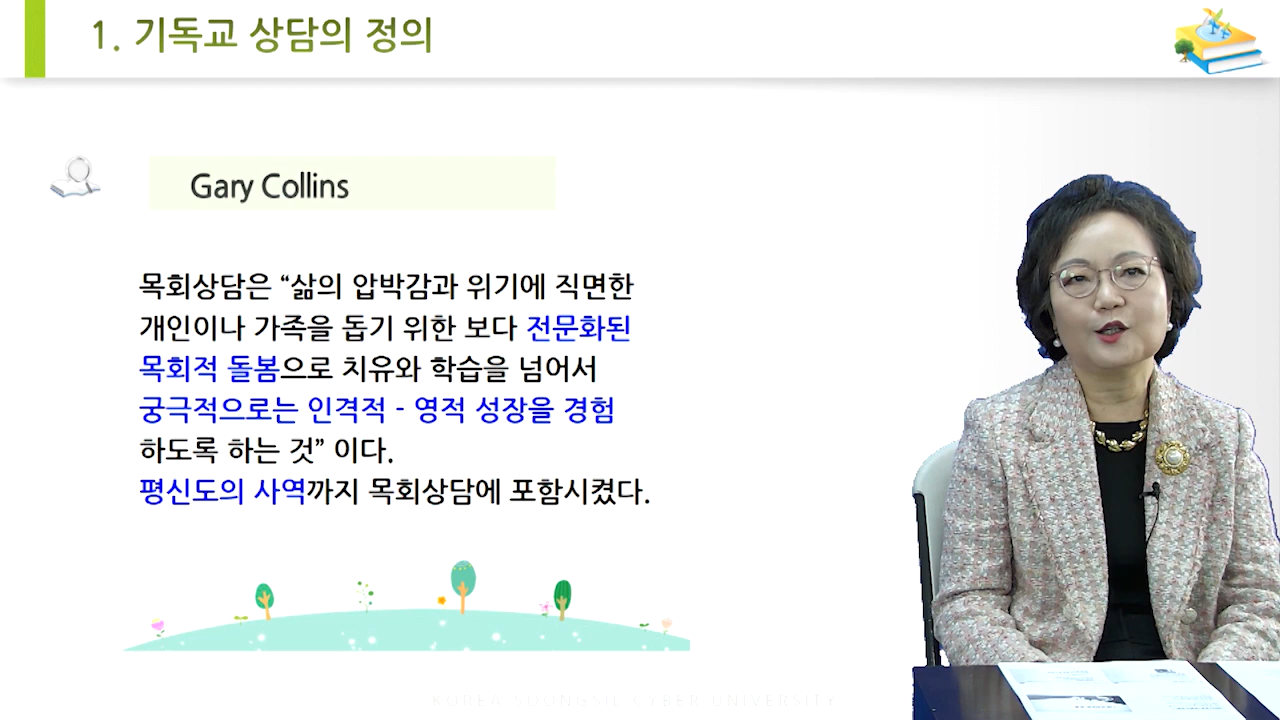 1. 기독교 상담의 정의
Gary Collins
목회상담은 “삶의 압박감과 위기에 직면한
개인이나 가족을 돕기 위한 보다 전문화된
목회적 돌봄으로 치유와 학습을 넘어서
궁극적으로는 인격적 - 영적 성장을 경험
하도록 하는 것” 이다.
평신도의 사역까지 목회상담에 포함시켰다.
KOREA SOONGSIL CYBER UNIVERSITY